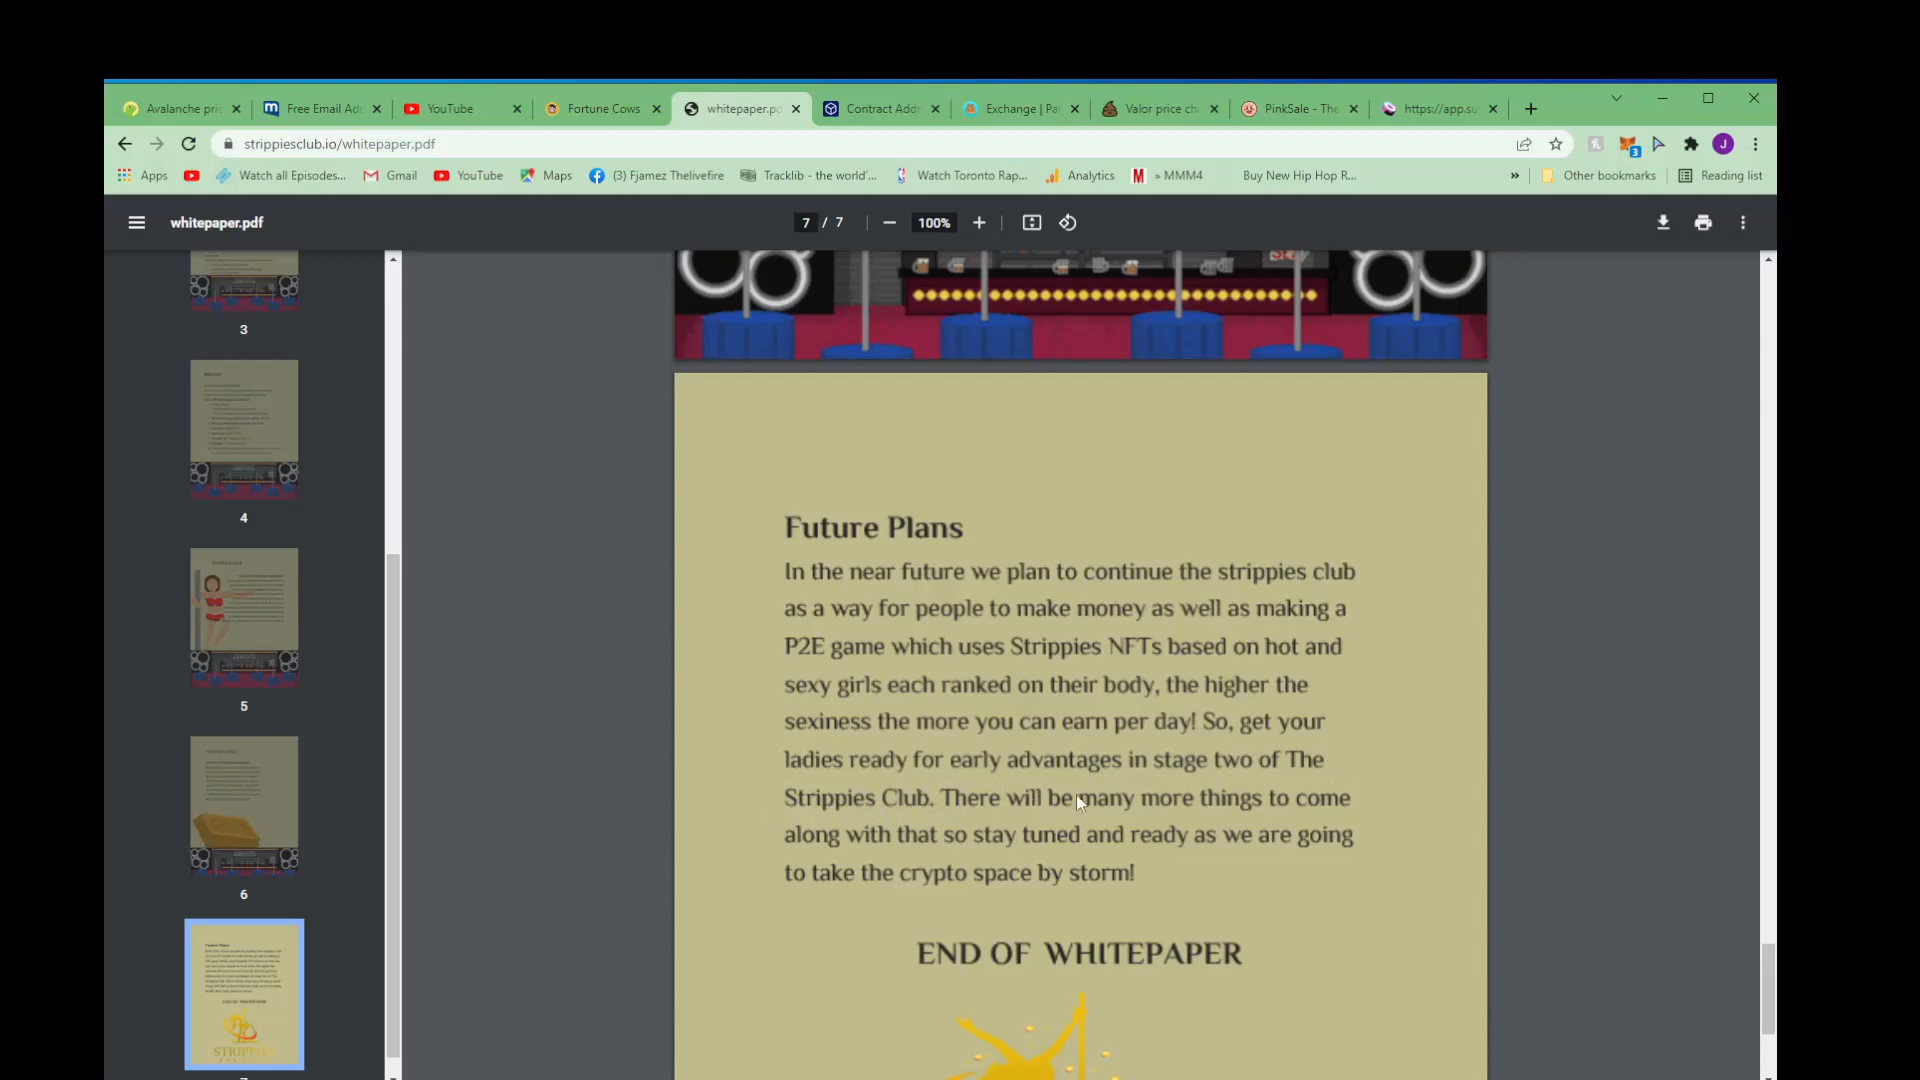 Avalanche pric
Free Email Add
YouTube
Fortune Cows
whitepaper.pd
Contract Addr
Exchange | Pa
Valor price cha
PinkSale - The
https://app.su
strippiesclub.io/whitepaper.pdf
3
J
Apps
Watch all Episodes...
Gmail
YouTube
Maps
(3) Fjamez Thelivefire
Tracklib - the world'...
Watch Toronto Rap...
Analytics
» MMM4
Buy New Hip Hop R...
»
Other bookmarks
Reading list
whitepaper.pdf
7 / 7
100%
3
4
5
6
Future Plans
In the near future we plan to continue the strippies club
as a way for people to make money as well as making a
P2E game which uses Strippies NFTs based on hot and
sexy girls each ranked on their body, the higher the
sexiness the more you can earn per day! So, get your
ladies ready for early advantages in stage two of The
Strippies Club. There will be many more things to come
along with that so stay tuned and ready as we are going
to take the crypto space by storm!
END OF WHITEPAPER